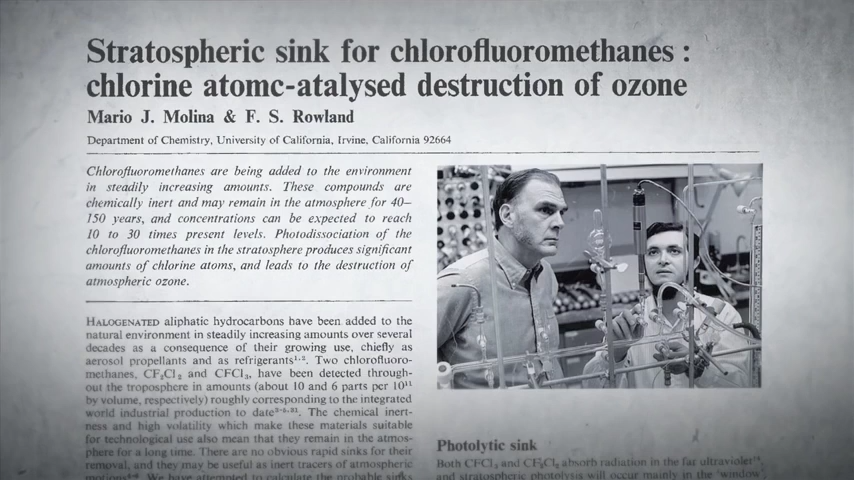 Stratospheric sink for chlorofluoromethanes :
chlorine atomc-atalysed destruction of ozone
Mario J. Molina & F. S. Rowland
Department of Chemistry, University of California, Irvine, California 92664
Chlorofluoromethanes are being added to the environment
in steadily increasing amounts. These compounds are
chemically inert and may remain in the atmosphere for 40–
150 years, and concentrations can be expected to reach
10 to 30 times present levels. Photodissociation of the
chlorofluoromethanes in the stratosphere produces significant
amounts of chlorine atoms, and leads to the destruction of
atmospheric ozone.
HALOGENATED aliphatic hydrocarbons have been added to the
natural environment in steadily increasing amounts over several
decades as a consequence of their growing use, chiefly as
aerosol propellants and as refrigerants¹·². Two chlorofluoro-
methanes, CF₂Cl₂ and CFCl₃, have been detected through-
out the troposphere in amounts (about 10 and 6 parts per 10¹¹
by volume, respectively) roughly corresponding to the integrated
world industrial production to date³⁻⁵·³¹. The chemical inert-
ness and high volatility which make these materials suitable
for technological use also mean that they remain in the atmos-
phere for a long time. There are no obvious rapid sinks for their
removal, and they may be useful as inert tracers of atmospheric
motions⁴·⁶. We have attempted to calculate the probable sinks
Photolytic sink
Both CFCl₃ and CF₂Cl₂ absorb radiation in the far ultraviolet¹⁴,
and stratospheric photolysis will occur mainly in the 'window'